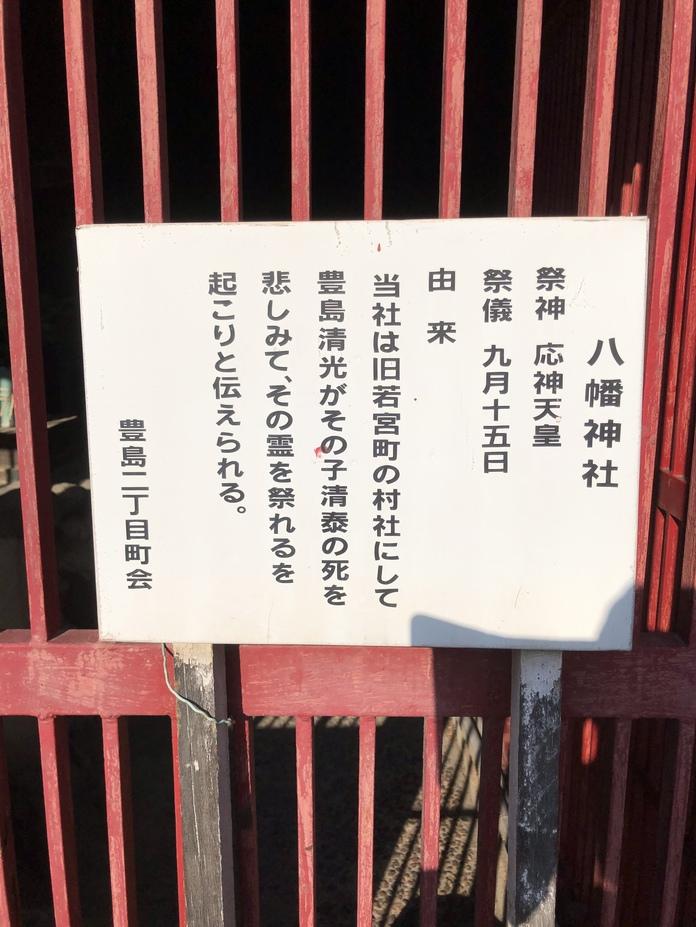 八幡神社
祭神 応神天皇
祭儀 九月十五日
由 来
当社は旧若宮町の村社にして
豊島清光がその子清泰の死を
悲しみて、その霊を祭れるを
起こりと伝えられる。
豊島二丁目町会